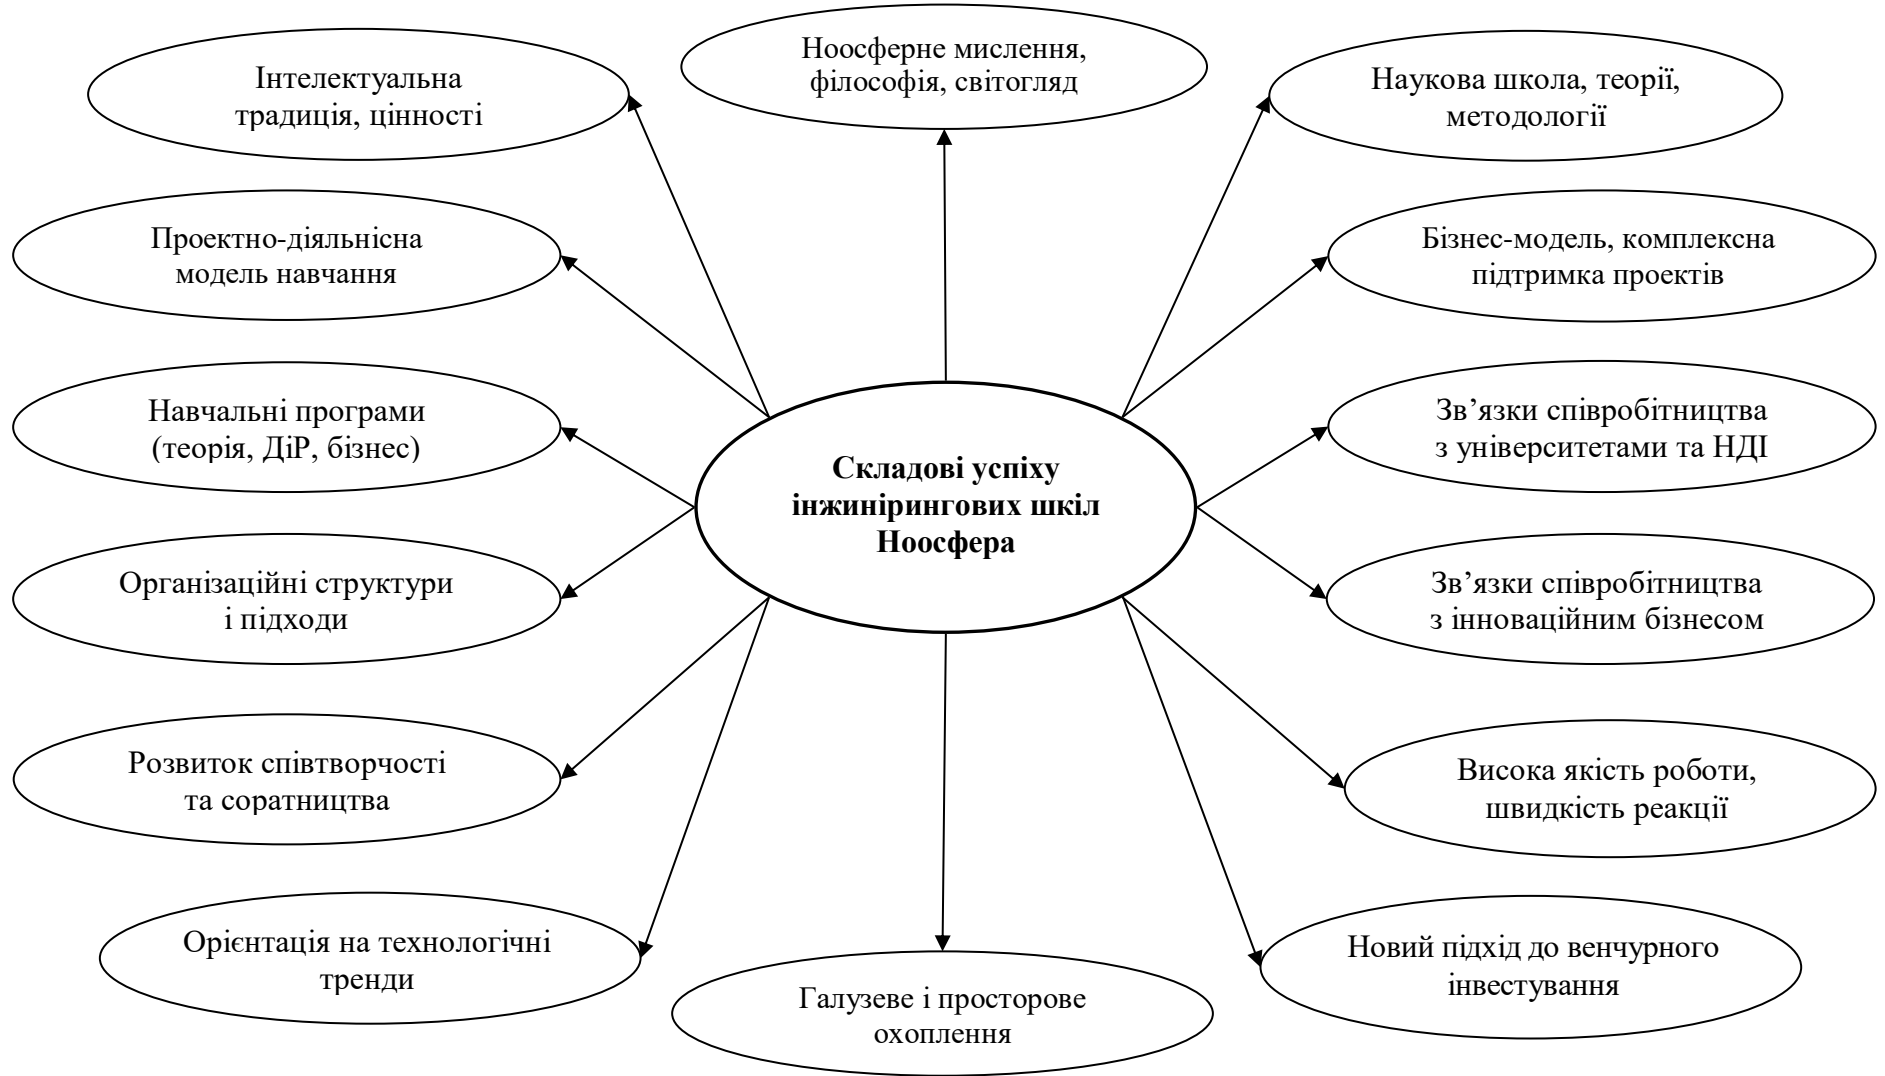 Інтелектуальна
традиція, цінності
Ноосферне мислення,
філософія, світогляд
Наукова школа, теорії,
методології
Проектно-діяльнісна
модель навчання
Бізнес-модель, комплексна
підтримка проектів
Навчальні програми
(теорія, ДіР, бізнес)
Зв’язки співробітництва
з університетами та НДІ
Складові успіху
інжинірингових шкіл
Ноосфера
Організаційні структури
і підходи
Зв’язки співробітництва
з інноваційним бізнесом
Розвиток співтворчості
та соратництва
Висока якість роботи,
швидкість реакції
Орієнтація на технологічні
тренди
Галузеве і просторове
охоплення
Новий підхід до венчурного
інвестування